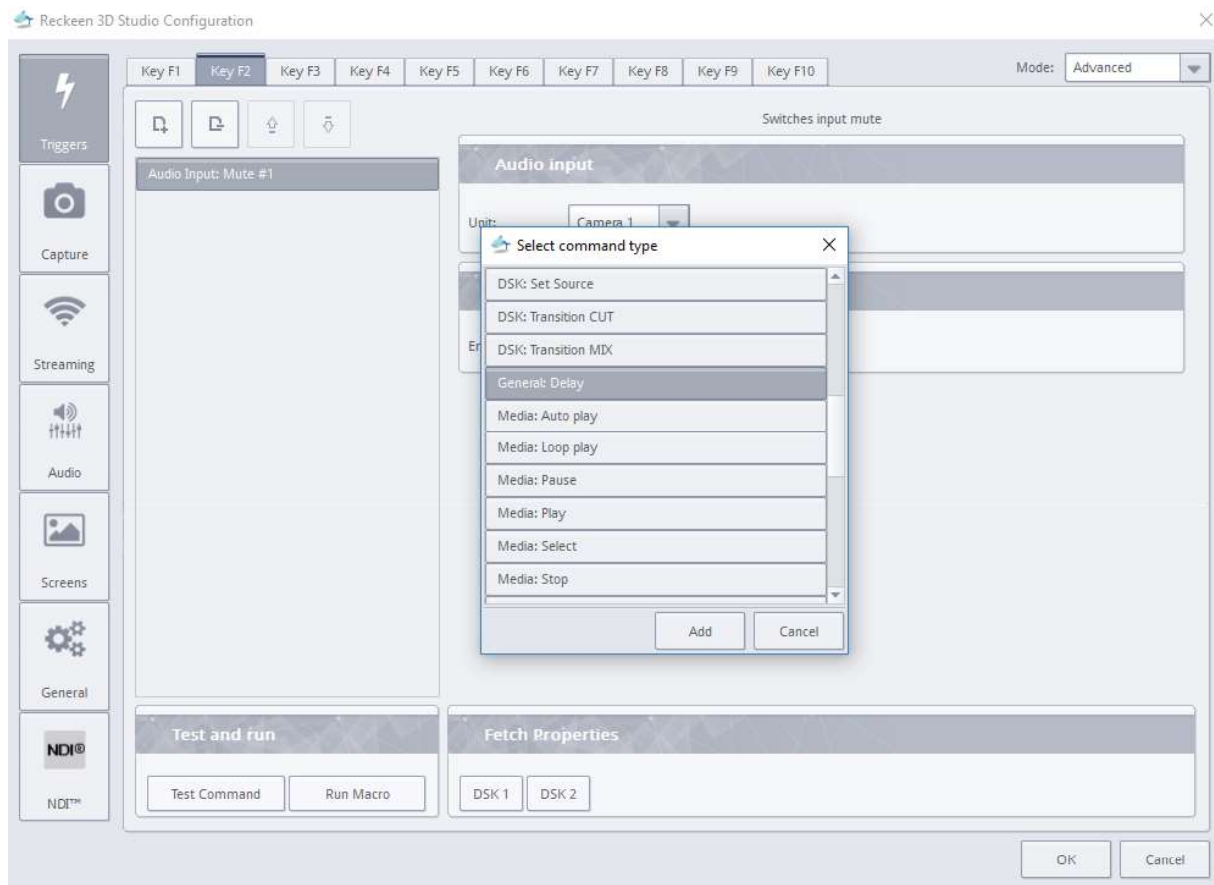 Reckeen 3D Studio Configuration
Key F1 Key F2 Key F3 Key F4 Key F5 Key F6 Key F7 Key F8 Key F9 Key F10
Mode: Advanced
Triggers
Capture
Streaming
Audio
Screens
General
NDI®
NDI™
Audio Input: Mute #1
Switches input mute
Audio input
Unit: Camera 1
Select command type
DSK: Set Source
DSK: Transition CUT
DSK: Transition MIX
General: Delay
Media: Auto play
Media: Loop play
Media: Pause
Media: Play
Media: Select
Media: Stop
Add Cancel
Test and run
Test Command Run Macro
Fetch Properties
DSK 1 DSK 2
OK Cancel